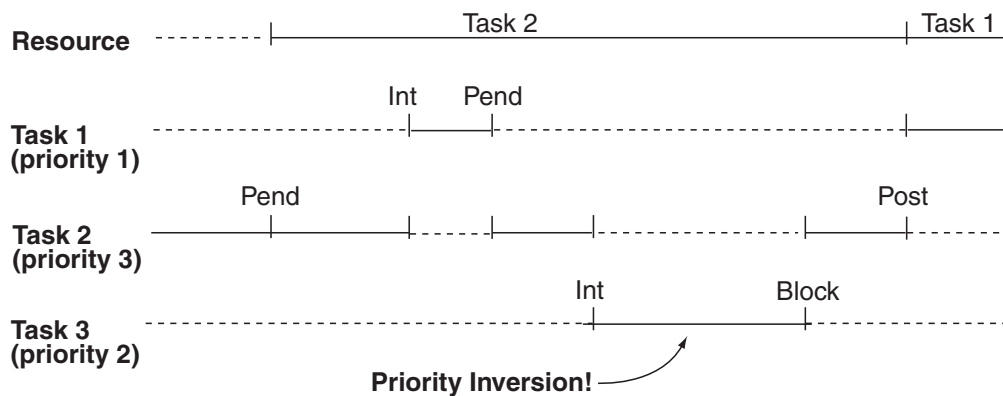 Resource
Task 2
Task 1
Int
Pend
Task 1
(priority 1)
Pend
Post
Task 2
(priority 3)
Int
Block
Task 3
(priority 2)
Priority Inversion!